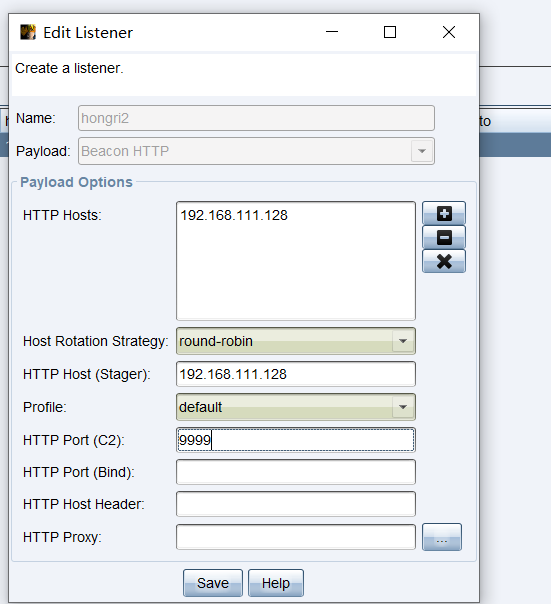 Edit Listener
Create a listener.
to
Name: hongri2
Payload: Beacon HTTP
Payload Options
HTTP Hosts: 192.168.111.128
Host Rotation Strategy: round-robin
HTTP Host (Stager): 192.168.111.128
Profile: default
HTTP Port (C2): 9999
HTTP Port (Bind):
HTTP Host Header:
HTTP Proxy: ...
Save Help